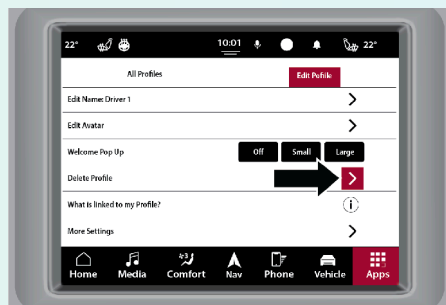 22° 10:01 22°
All Profiles Edit Pofile
Edit Name: Driver 1
Edit Avatar
Welcome Pop Up Off Small Large
Delete Profile
What is linked to my Profile?
More Settings
Home Media Comfort Nav Phone Vehicle Apps